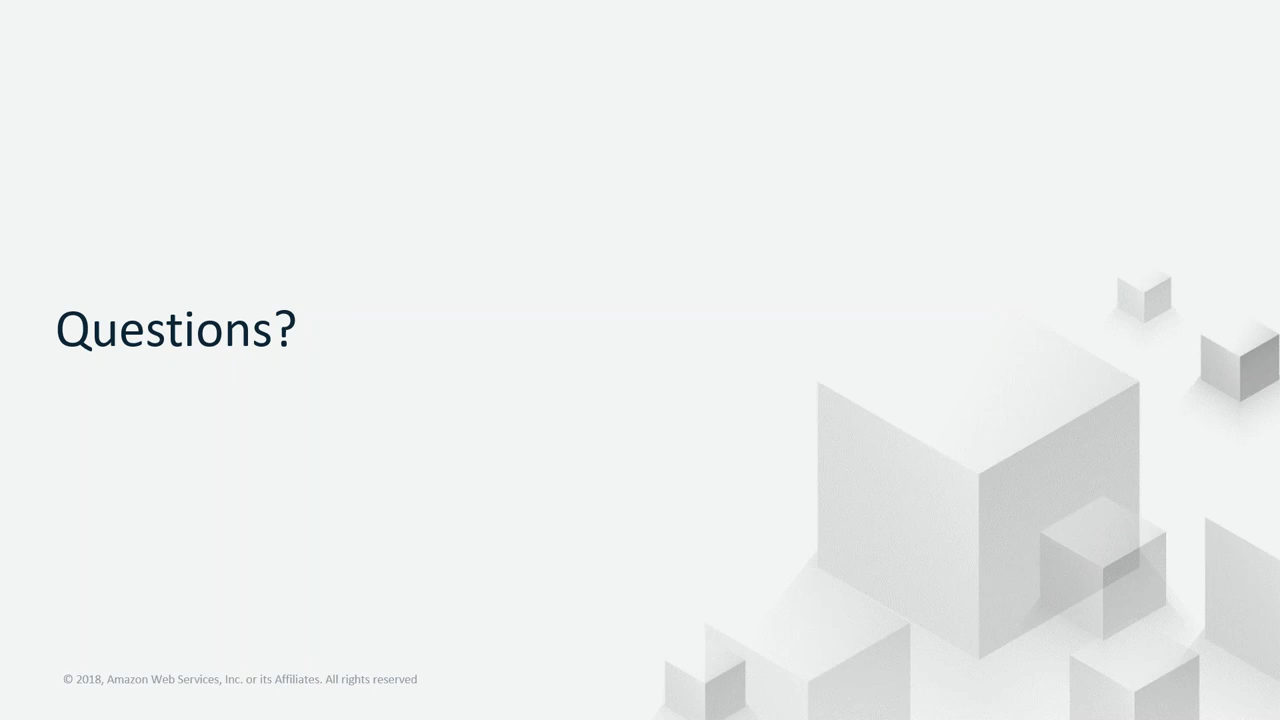 Questions?
© 2018, Amazon Web Services, Inc. or its Affiliates. All rights reserved